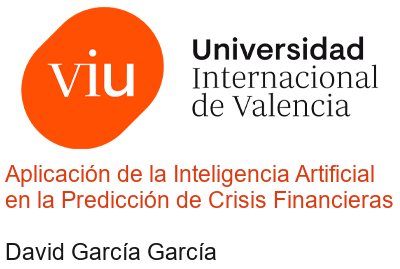 viu
Universidad
Internacional
de Valencia
Aplicación de la Inteligencia Artificial
en la Predicción de Crisis Financieras
David García García